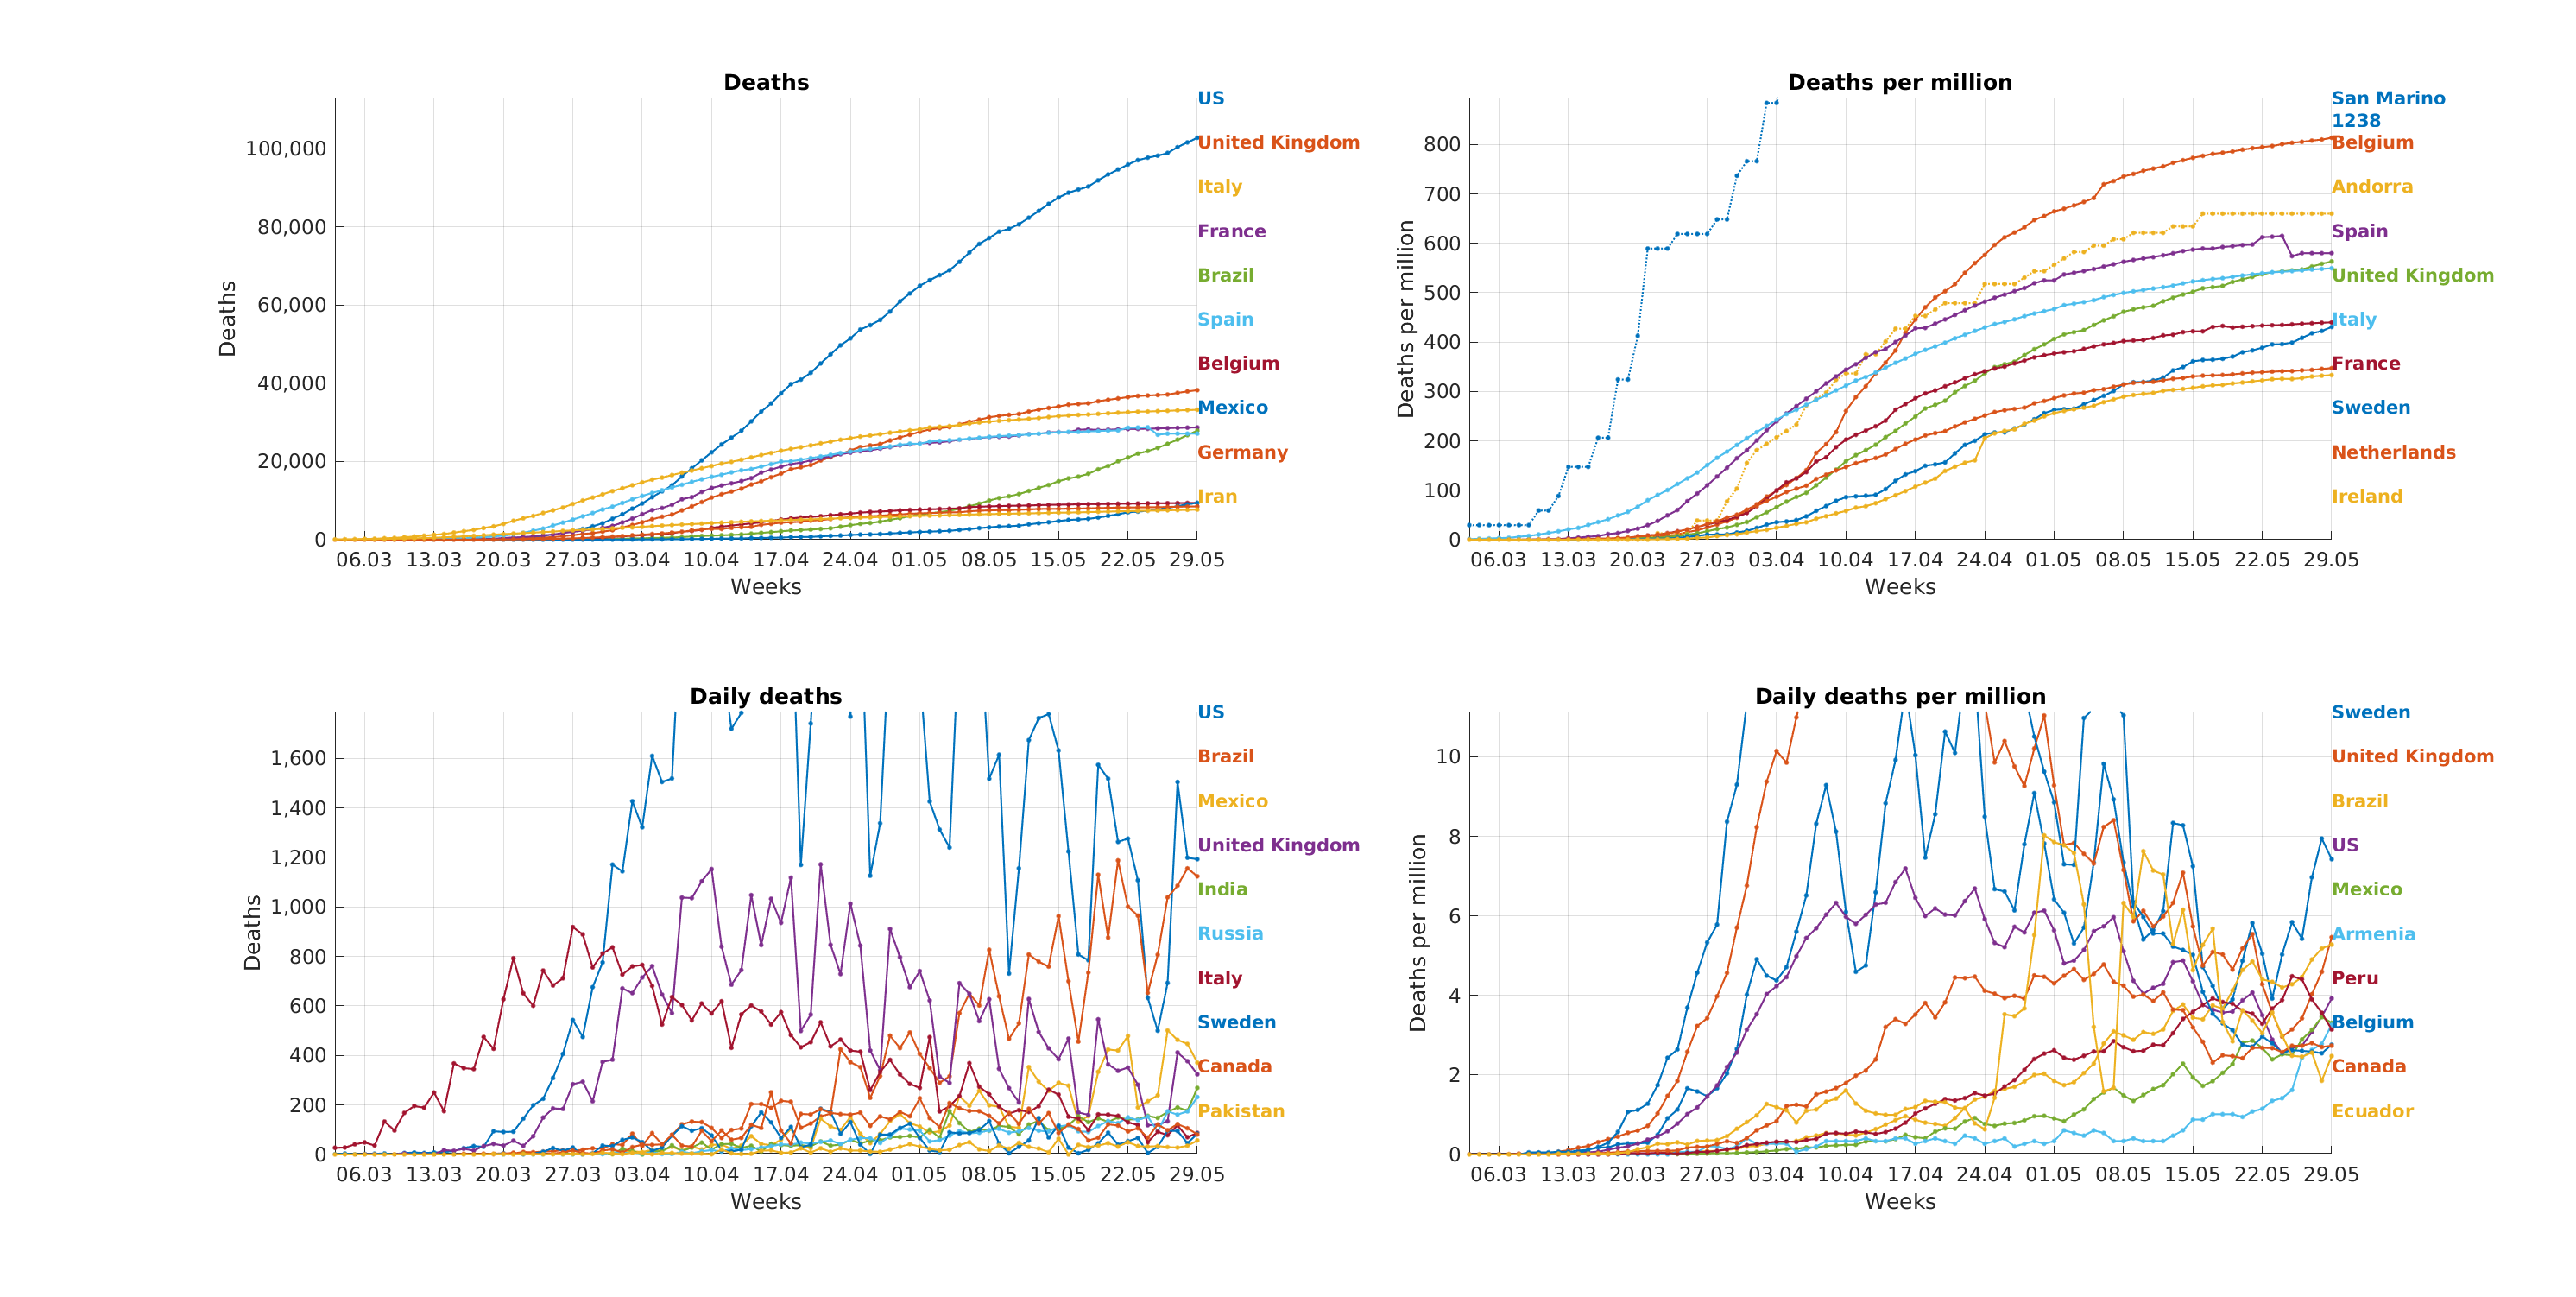 Deaths
Deaths
100,000
80,000
60,000
40,000
20,000
0
06.03 13.03 20.03 27.03 03.04 10.04 17.04 24.04 01.05 08.05 15.05 22.05 29.05
Weeks
US
United Kingdom
Italy
France
Brazil
Spain
Belgium
Mexico
Germany
Iran
Deaths per million
Deaths per million
800
700
600
500
400
300
200
100
0
06.03 13.03 20.03 27.03 03.04 10.04 17.04 24.04 01.05 08.05 15.05 22.05 29.05
Weeks
San Marino
1238
Belgium
Andorra
Spain
United Kingdom
Italy
France
Sweden
Netherlands
Ireland
Daily deaths
Deaths
1,600
1,400
1,200
1,000
800
600
400
200
0
06.03 13.03 20.03 27.03 03.04 10.04 17.04 24.04 01.05 08.05 15.05 22.05 29.05
Weeks
US
Brazil
Mexico
United Kingdom
India
Russia
Italy
Sweden
Canada
Pakistan
Daily deaths per million
Deaths per million
10
8
6
4
2
0
06.03 13.03 20.03 27.03 03.04 10.04 17.04 24.04 01.05 08.05 15.05 22.05 29.05
Weeks
Sweden
United Kingdom
Brazil
US
Mexico
Armenia
Peru
Belgium
Canada
Ecuador